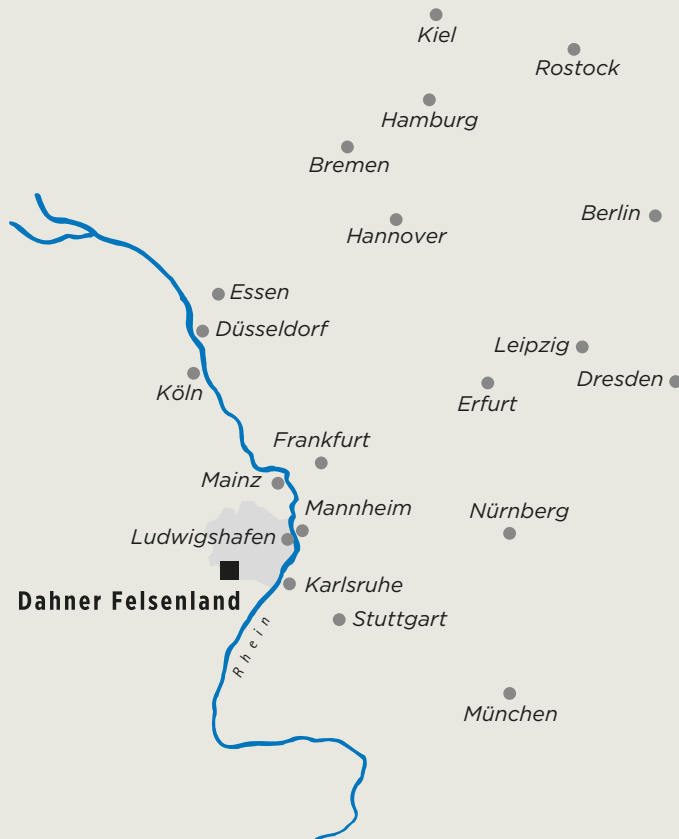 Kiel
Rostock
Hamburg
Bremen
Berlin
Hannover
Essen
Düsseldorf
Leipzig
Dresden
Köln
Erfurt
Frankfurt
Mainz
Mannheim
Nürnberg
Ludwigshafen
Karlsruhe
Dahner Felsenland
Stuttgart
Rhein
München